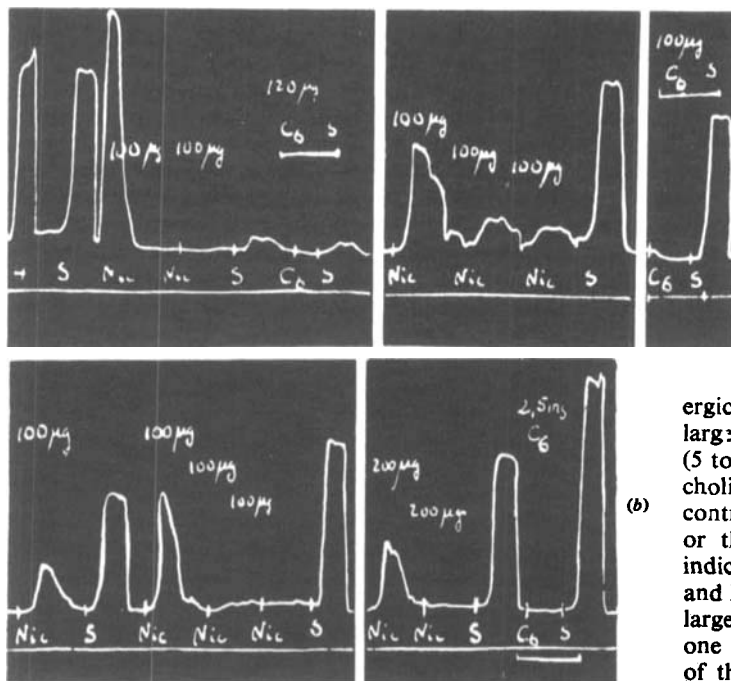 120 µg
C6 S
100 µg 100 µg
S Nic Nic S C6 S
100 µg
100 µg
100 µg
Nic Nic Nic S
100 µg
C6 S
C6 S
100 µg 100 µg
100 µg
100 µg
Nic S Nic Nic Nic S
2,5 mg
C6
200 µg
200 µg
Nic Nic S C6 S
(b)
ergic
large
(5 to
choli
contr
or th
indic
and
large
one
of th